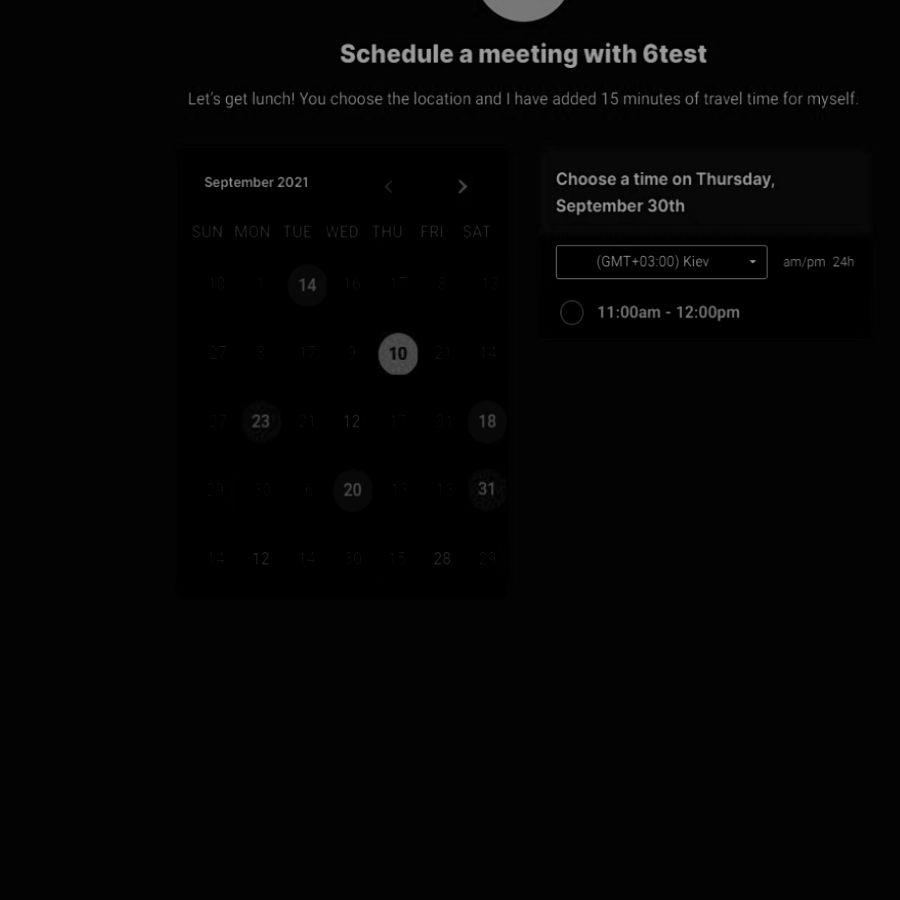 Schedule a meeting with 6test
Let's get lunch! You choose the location and I have added 15 minutes of travel time for myself.
September 2021
SUN MON TUE WED THU FRI SAT
10 1 14 16 17 8 13
27 17 9 10 21 14
27 23 21 12 17 31 18
29 30 6 20 13 13 31
14 12 14 30 15 28 29
Choose a time on Thursday,
September 30th
(GMT+03:00) Kiev am/pm 24h
11:00am - 12:00pm